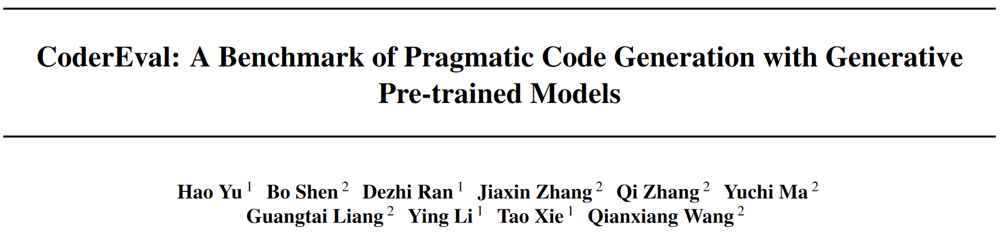 CoderEval: A Benchmark of Pragmatic Code Generation with Generative
Pre-trained Models
Hao Yu 1 Bo Shen 2 Dezhi Ran 1 Jiaxin Zhang 2 Qi Zhang 2 Yuchi Ma 2
Guangtai Liang 2 Ying Li 1 Tao Xie 1 Qianxiang Wang 2